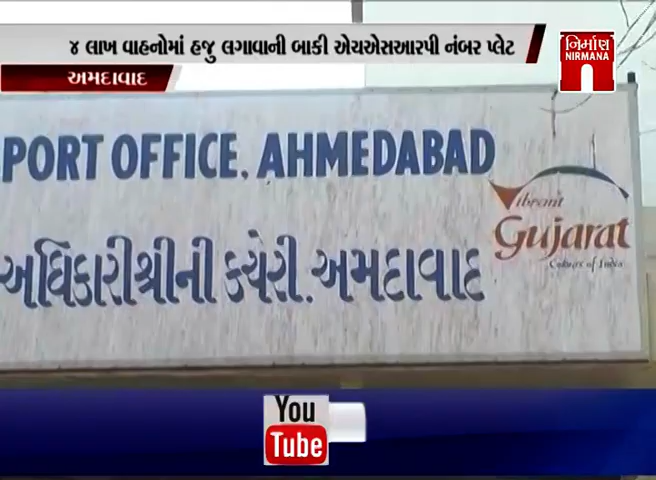 ૪ લાખ વાહનોમાં હજુ લગાવાની બાકી એચએસઆરપી નંબર પ્લેટ
નિર્માણ
NIRMANA
અમદાવાદ
PORT OFFICE, AHMEDABAD
Vibrant
Gujarat
Colours of India
અધિકારીશ્રીની કચેરી, અમદાવાદ
You
Tube